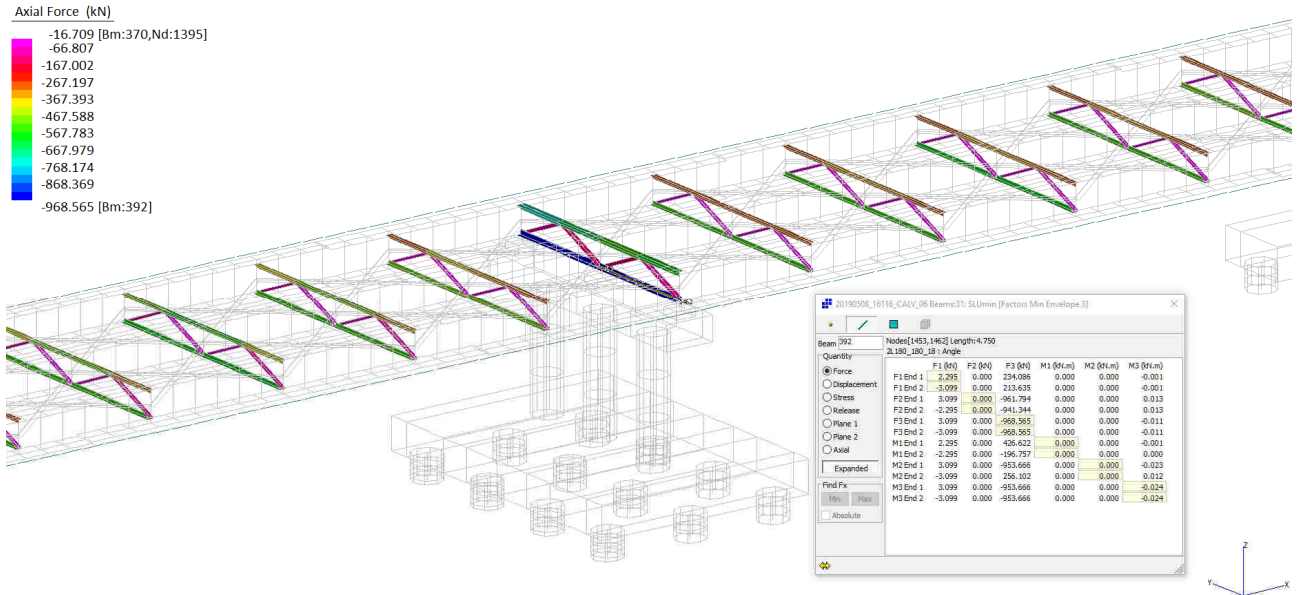 Axial Force (kN)
-16.709 [Bm:370,Nd:1395]
-66.807
-167.002
-267.197
-367.393
-467.588
-567.783
-667.979
-768.174
-868.369
-968.565 [Bm:392]
1462
20190508_16116_CALV_06 Beams:31: SLUmin [Factors Min Envelope 3]
Beam 392 Nodes[1453,1462] Length:4.750
2L180_180_18 : Angle
Quantity
Force
Displacement
Stress
Release
Plane 1
Plane 2
Axial
Expanded
Find Fx
Min Max
Absolute
F1 (kN) F2 (kN) F3 (kN) M1 (kN.m) M2 (kN.m) M3 (kN.m)
F1 End 1 2.295 0.000 234.086 0.000 0.000 -0.001
F1 End 2 -3.099 0.000 213.635 0.000 0.000 -0.001
F2 End 1 3.099 0.000 -961.794 0.000 0.000 0.013
F2 End 2 -2.295 0.000 -941.344 0.000 0.000 0.013
F3 End 1 3.099 0.000 -968.565 0.000 0.000 -0.011
F3 End 2 -3.099 0.000 -968.565 0.000 0.000 -0.011
M1 End 1 2.295 0.000 426.622 0.000 0.000 -0.001
M1 End 2 -2.295 0.000 -196.757 0.000 0.000 0.000
M2 End 1 3.099 0.000 -953.666 0.000 0.000 -0.023
M2 End 2 -3.099 0.000 256.102 0.000 0.000 0.012
M3 End 1 3.099 0.000 -953.666 0.000 0.000 -0.024
M3 End 2 -3.099 0.000 -953.666 0.000 0.000 -0.024
Z
Y
X